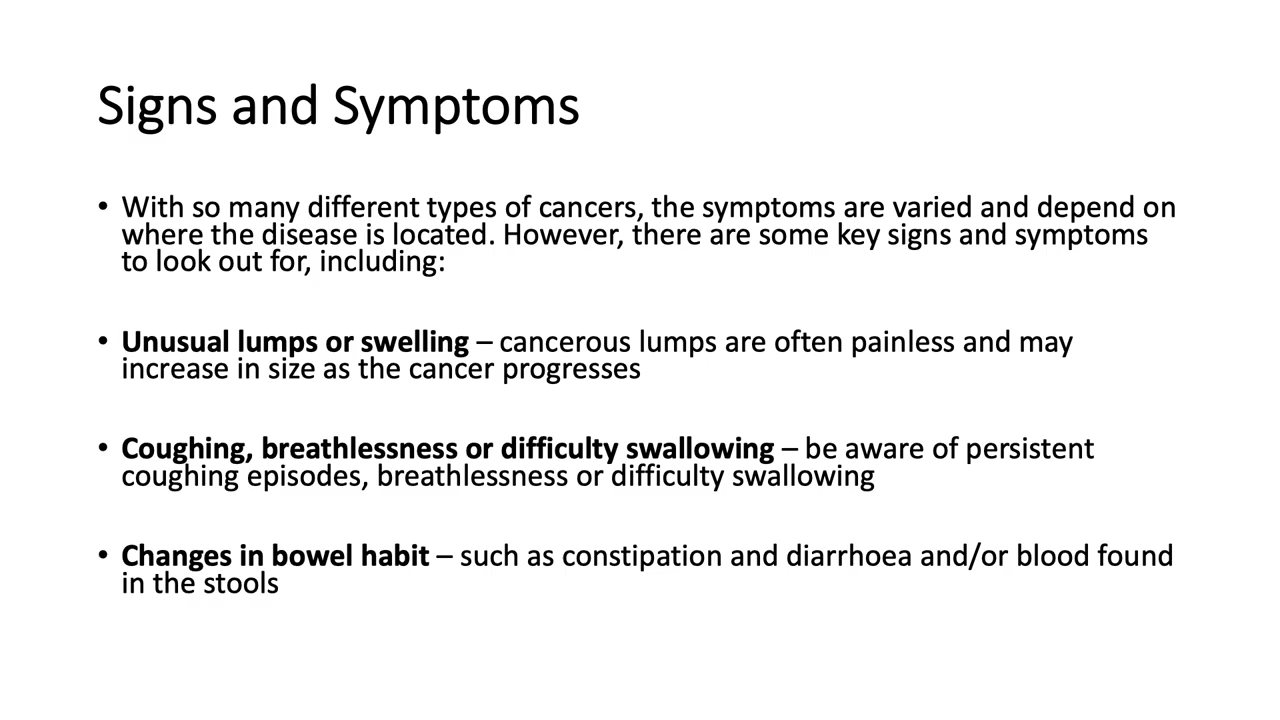 Signs and Symptoms
• With so many different types of cancers, the symptoms are varied and depend on
where the disease is located. However, there are some key signs and symptoms
to look out for, including:
• Unusual lumps or swelling – cancerous lumps are often painless and may
increase in size as the cancer progresses
• Coughing, breathlessness or difficulty swallowing – be aware of persistent
coughing episodes, breathlessness or difficulty swallowing
• Changes in bowel habit – such as constipation and diarrhoea and/or blood found
in the stools